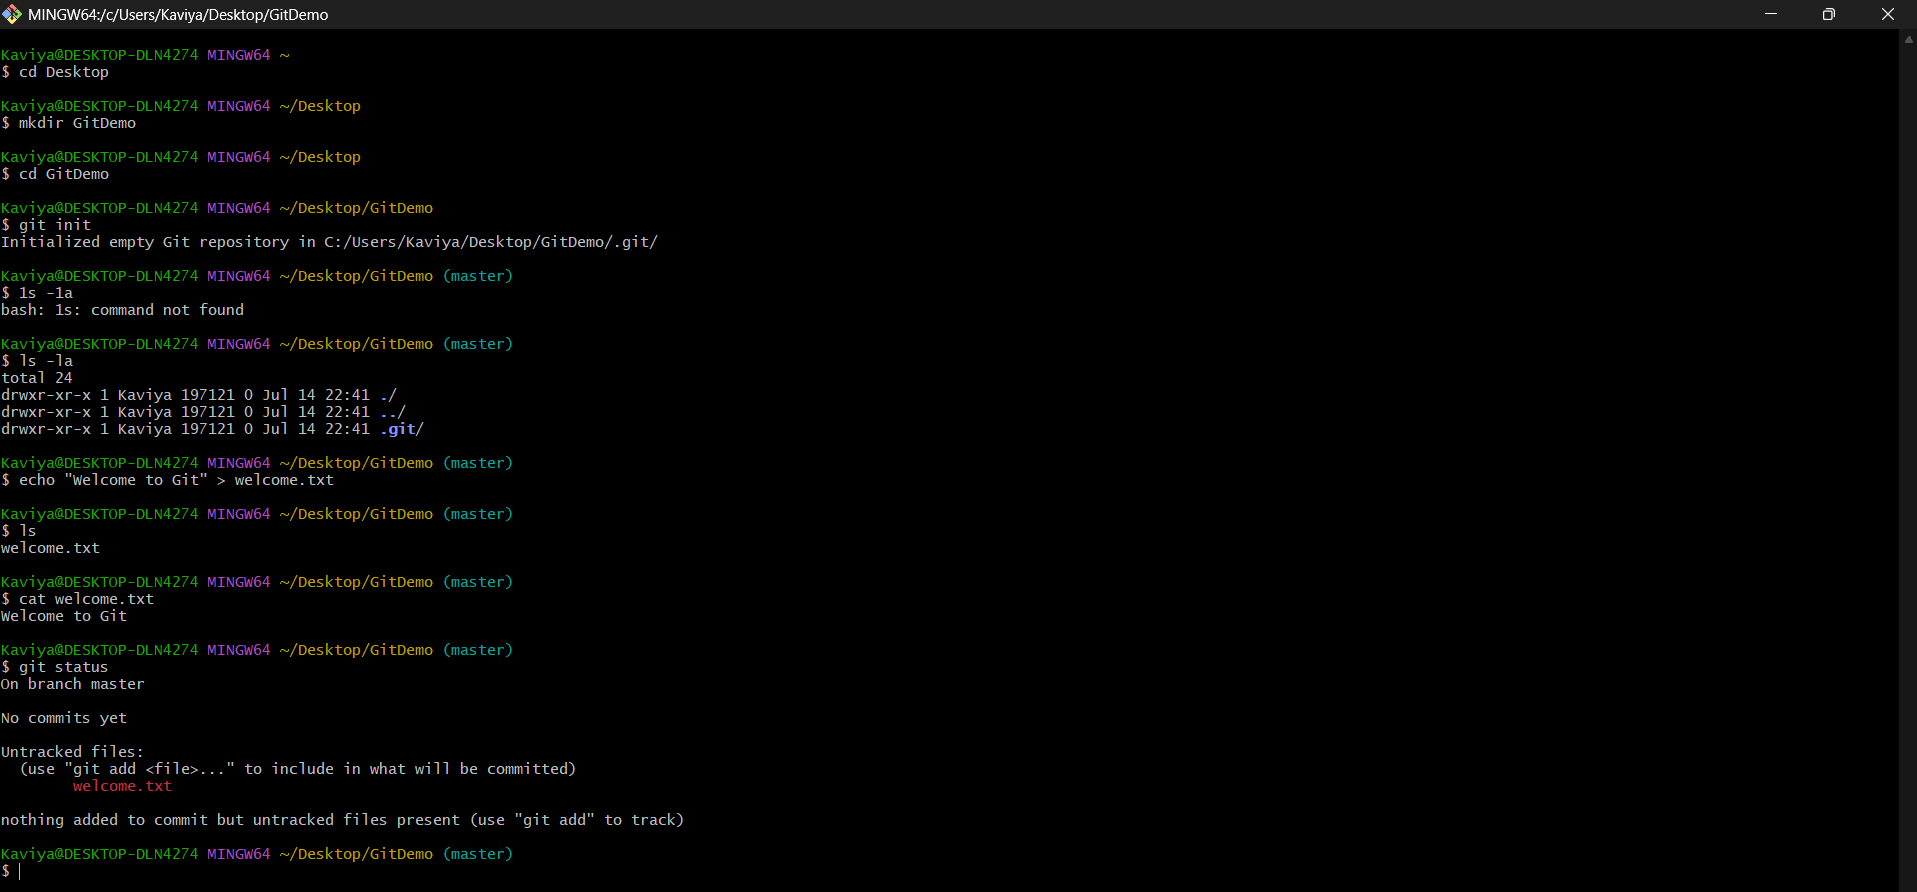 MINGW64:/c/Users/Kaviya/Desktop/GitDemo
Kaviya@DESKTOP-DLN4274 MINGW64 ~
$ cd Desktop
Kaviya@DESKTOP-DLN4274 MINGW64 ~/Desktop
$ mkdir GitDemo
Kaviya@DESKTOP-DLN4274 MINGW64 ~/Desktop
$ cd GitDemo
Kaviya@DESKTOP-DLN4274 MINGW64 ~/Desktop/GitDemo
$ git init
Initialized empty Git repository in C:/Users/Kaviya/Desktop/GitDemo/.git/
Kaviya@DESKTOP-DLN4274 MINGW64 ~/Desktop/GitDemo (master)
$ 1s -1a
bash: 1s: command not found
Kaviya@DESKTOP-DLN4274 MINGW64 ~/Desktop/GitDemo (master)
$ ls -la
total 24
drwxr-xr-x 1 Kaviya 197121 0 Jul 14 22:41 ./
drwxr-xr-x 1 Kaviya 197121 0 Jul 14 22:41 ../
drwxr-xr-x 1 Kaviya 197121 0 Jul 14 22:41 .git/
Kaviya@DESKTOP-DLN4274 MINGW64 ~/Desktop/GitDemo (master)
$ echo "Welcome to Git" > welcome.txt
Kaviya@DESKTOP-DLN4274 MINGW64 ~/Desktop/GitDemo (master)
$ ls
welcome.txt
Kaviya@DESKTOP-DLN4274 MINGW64 ~/Desktop/GitDemo (master)
$ cat welcome.txt
Welcome to Git
Kaviya@DESKTOP-DLN4274 MINGW64 ~/Desktop/GitDemo (master)
$ git status
On branch master
No commits yet
Untracked files:
  (use "git add <file>..." to include in what will be committed)
        welcome.txt
nothing added to commit but untracked files present (use "git add" to track)
Kaviya@DESKTOP-DLN4274 MINGW64 ~/Desktop/GitDemo (master)
$